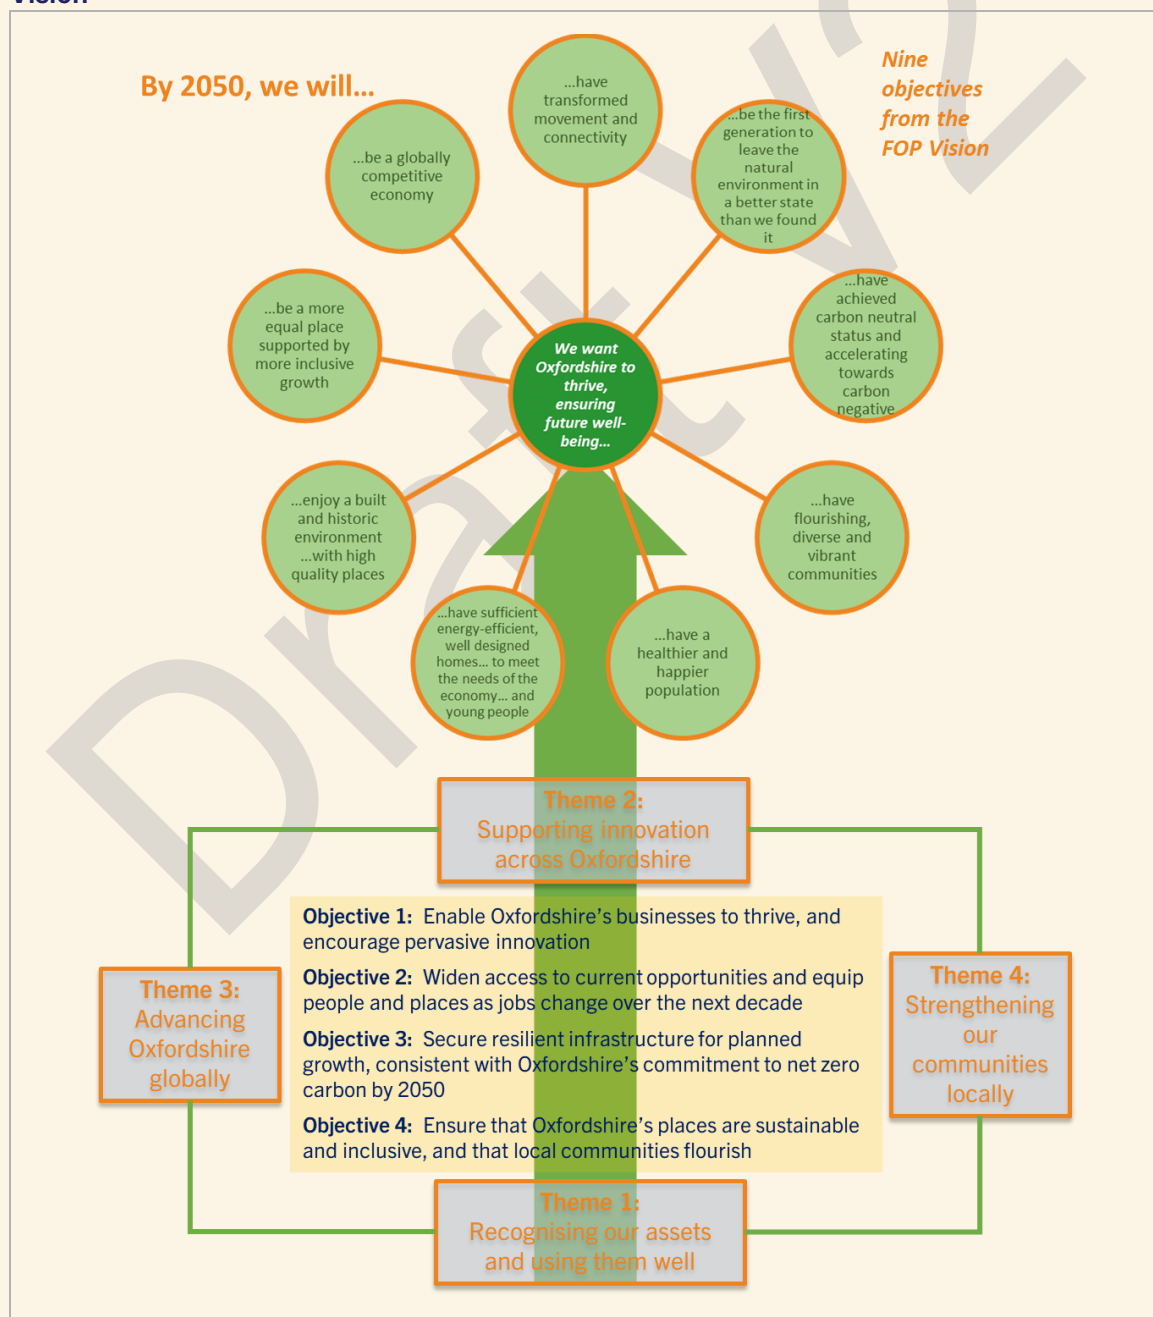 Vision
By 2050, we will...
Nine
objectives
from the
FOP Vision
...have
transformed
movement and
connectivity
...be the first
generation to
leave the
natural
environment in
a better state
than we found
it
...have
achieved
carbon neutral
status and
accelerating
towards
carbon
negative
...have
flourishing,
diverse and
vibrant
communities
...have a
healthier and
happier
population
...have sufficient
energy-efficient,
well designed
homes... to meet
the needs of the
economy... and
young people
...enjoy a built
and historic
environment
...with high
quality places
...be a more
equal place
supported by
more inclusive
growth
...be a globally
competitive
economy
We want
Oxfordshire to
thrive,
ensuring
future well-
being...
Theme 2:
Supporting innovation
across Oxfordshire
Theme 3:
Advancing
Oxfordshire
globally
Objective 1: Enable Oxfordshire's businesses to thrive, and
encourage pervasive innovation
Objective 2: Widen access to current opportunities and equip
people and places as jobs change over the next decade
Objective 3: Secure resilient infrastructure for planned
growth, consistent with Oxfordshire's commitment to net zero
carbon by 2050
Objective 4: Ensure that Oxfordshire's places are sustainable
and inclusive, and that local communities flourish
Theme 4:
Strengthening
our
communities
locally
Theme 1:
Recognising our assets
and using them well
Draft V2